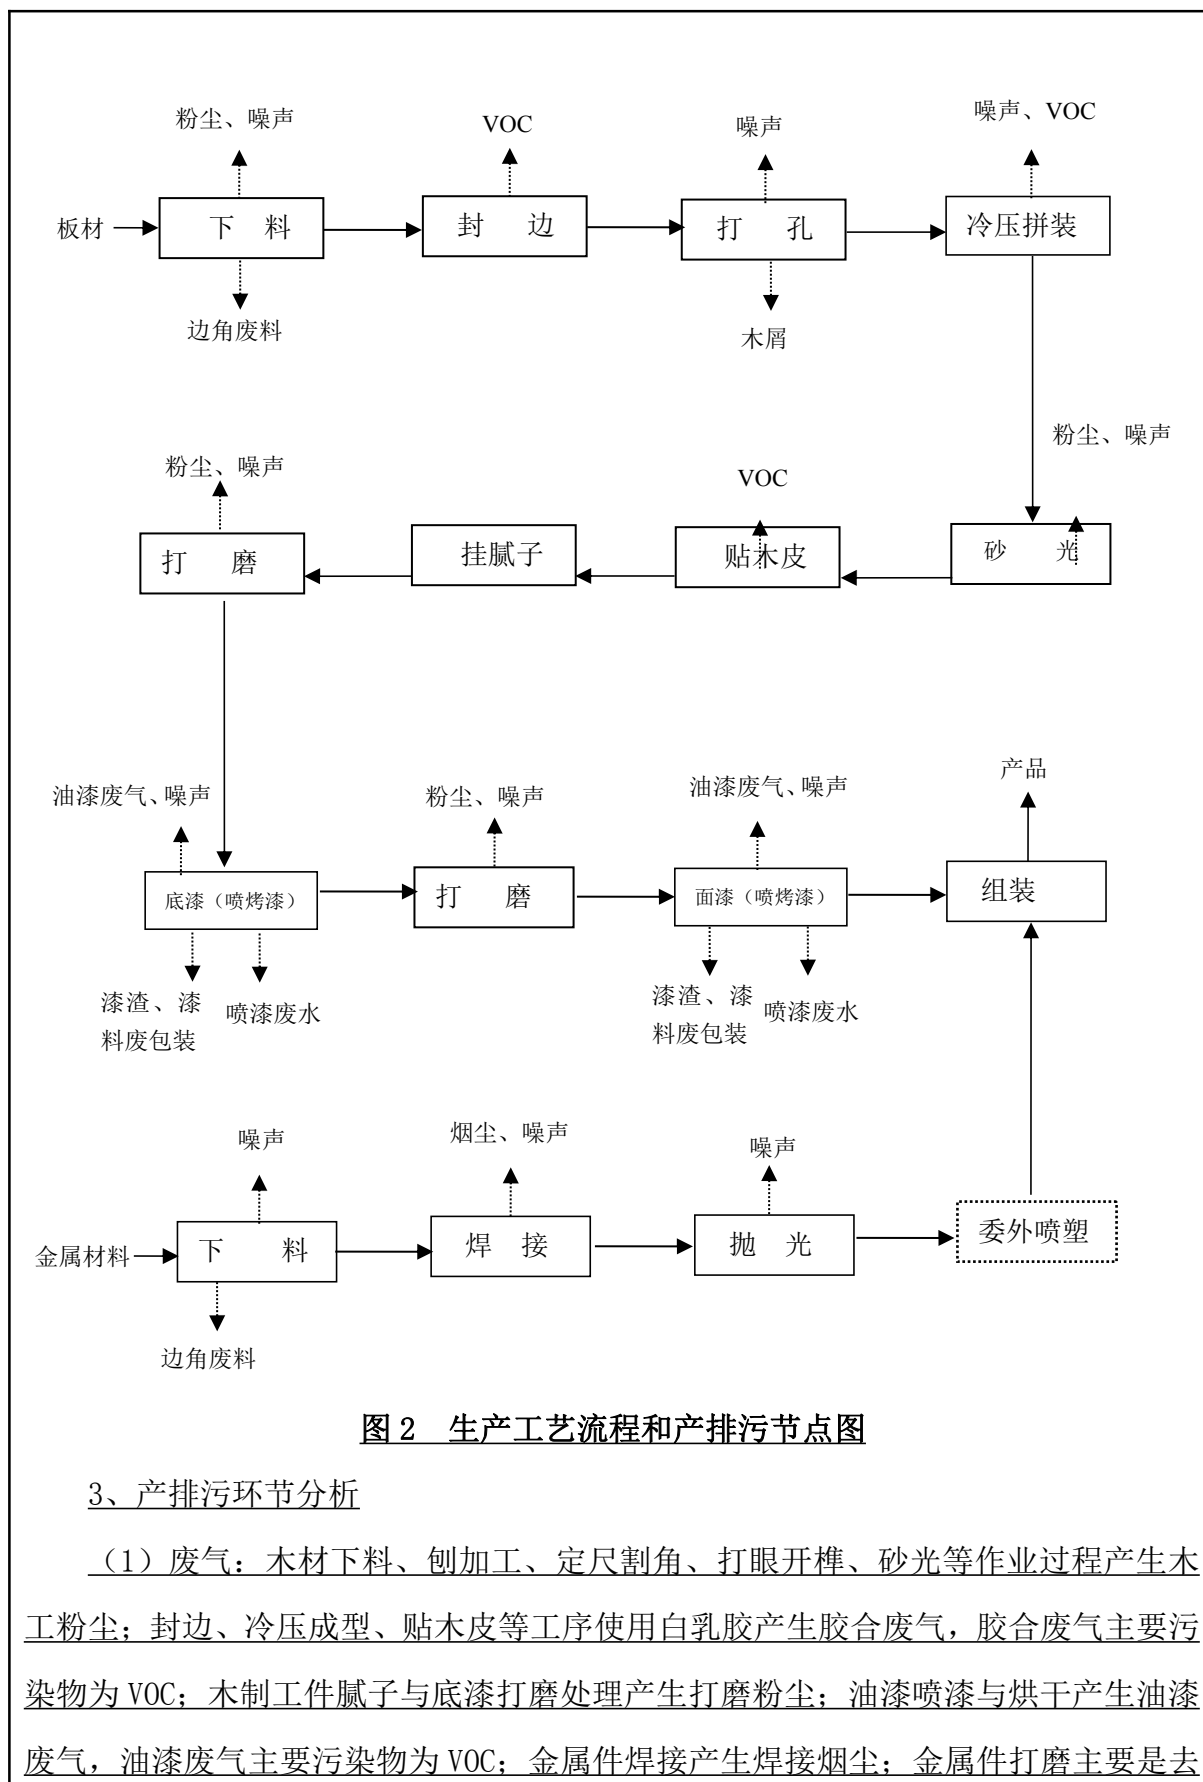 粉尘、噪声
VOC
噪声
噪声、VOC
板材
下 料
封 边
打 孔
冷压拼装
边角废料
木屑
粉尘、噪声
粉尘、噪声
VOC
打 磨
挂腻子
贴木皮
砂 光
油漆废气、噪声
粉尘、噪声
油漆废气、噪声
产品
底漆（喷烤漆）
打 磨
面漆（喷烤漆）
组装
漆渣、漆
料废包装
喷漆废水
漆渣、漆
料废包装
喷漆废水
噪声
烟尘、噪声
噪声
金属材料
下 料
焊 接
抛 光
委外喷塑
边角废料
图 2 生产工艺流程和产排污节点图
3、产排污环节分析
（1）废气：木材下料、刨加工、定尺割角、打眼开榫、砂光等作业过程产生木
工粉尘；封边、冷压成型、贴木皮等工序使用白乳胶产生胶合废气，胶合废气主要污
染物为 VOC；木制工件腻子与底漆打磨处理产生打磨粉尘；油漆喷漆与烘干产生油漆
废气，油漆废气主要污染物为 VOC；金属件焊接产生焊接烟尘；金属件打磨主要是去